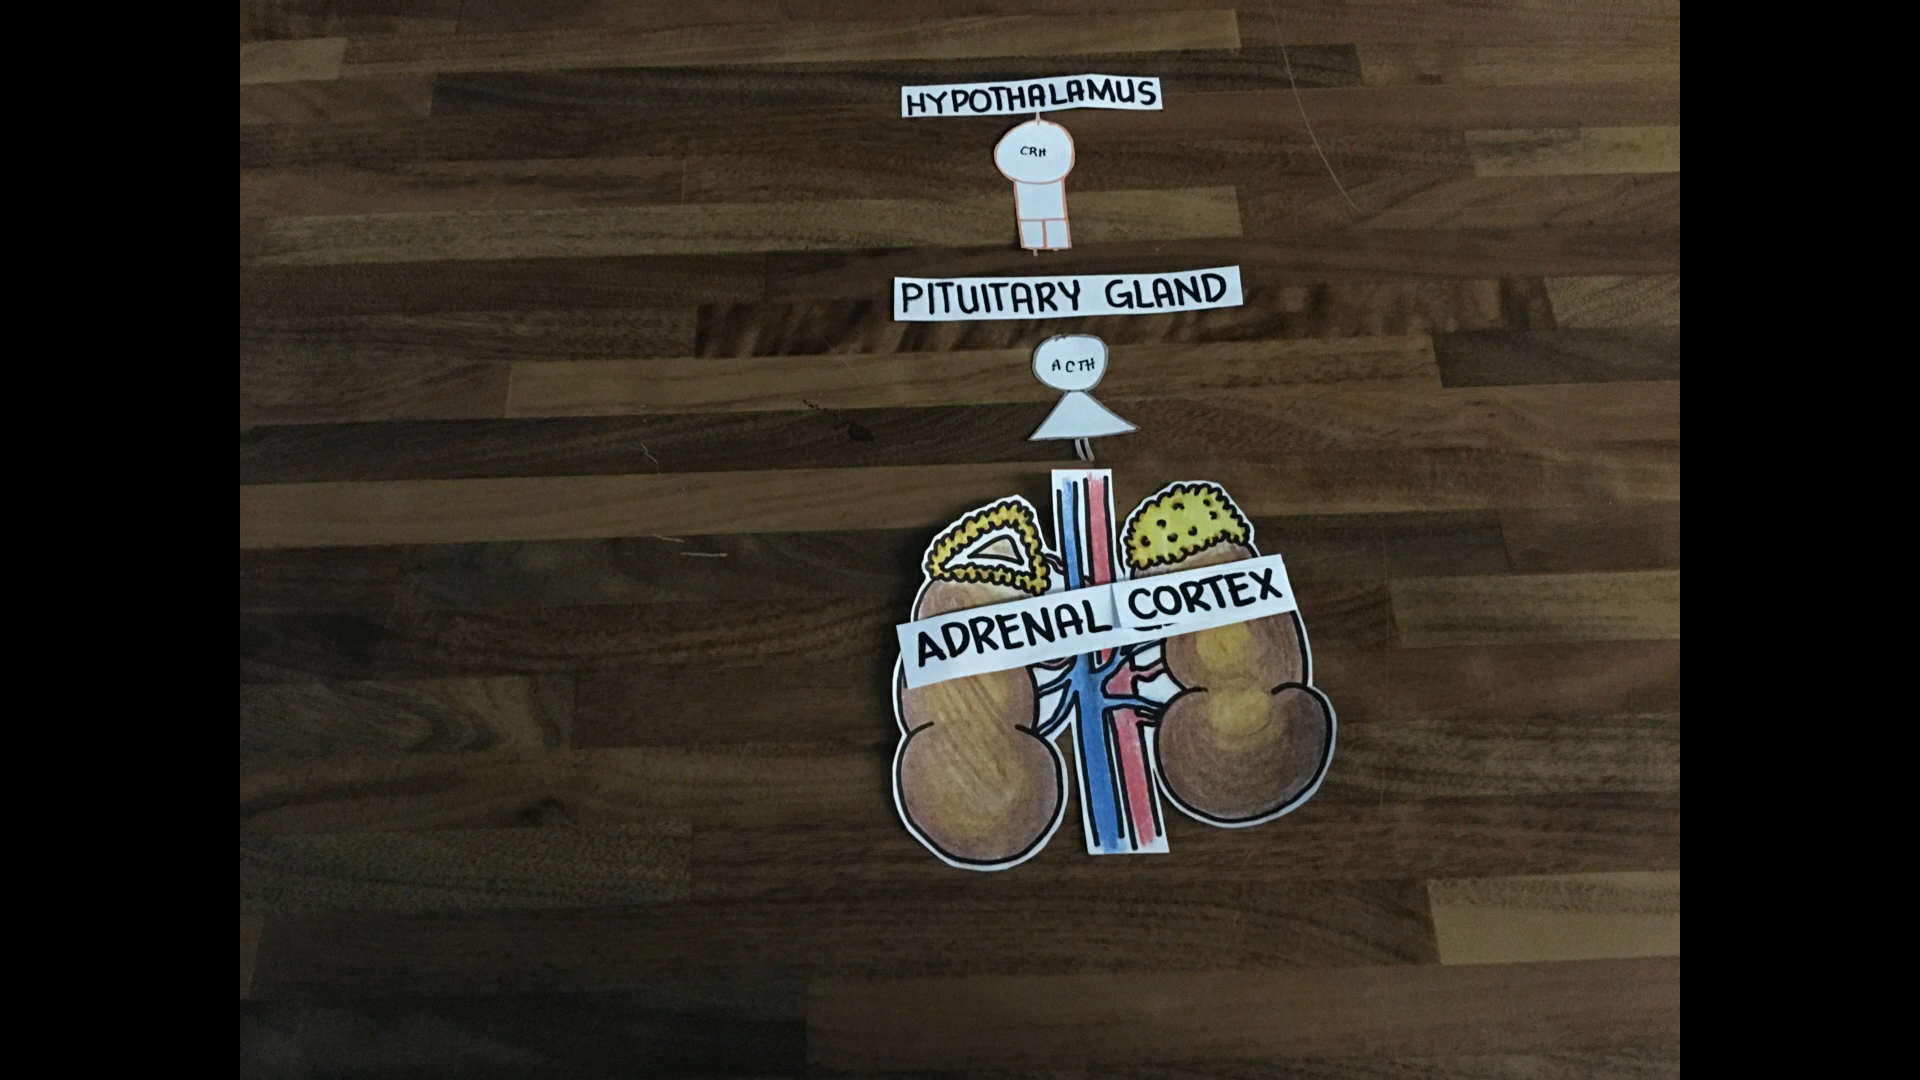 HYPOTHALAMUS
CRH
PITUITARY GLAND
ACTH
ADRENAL CORTEX